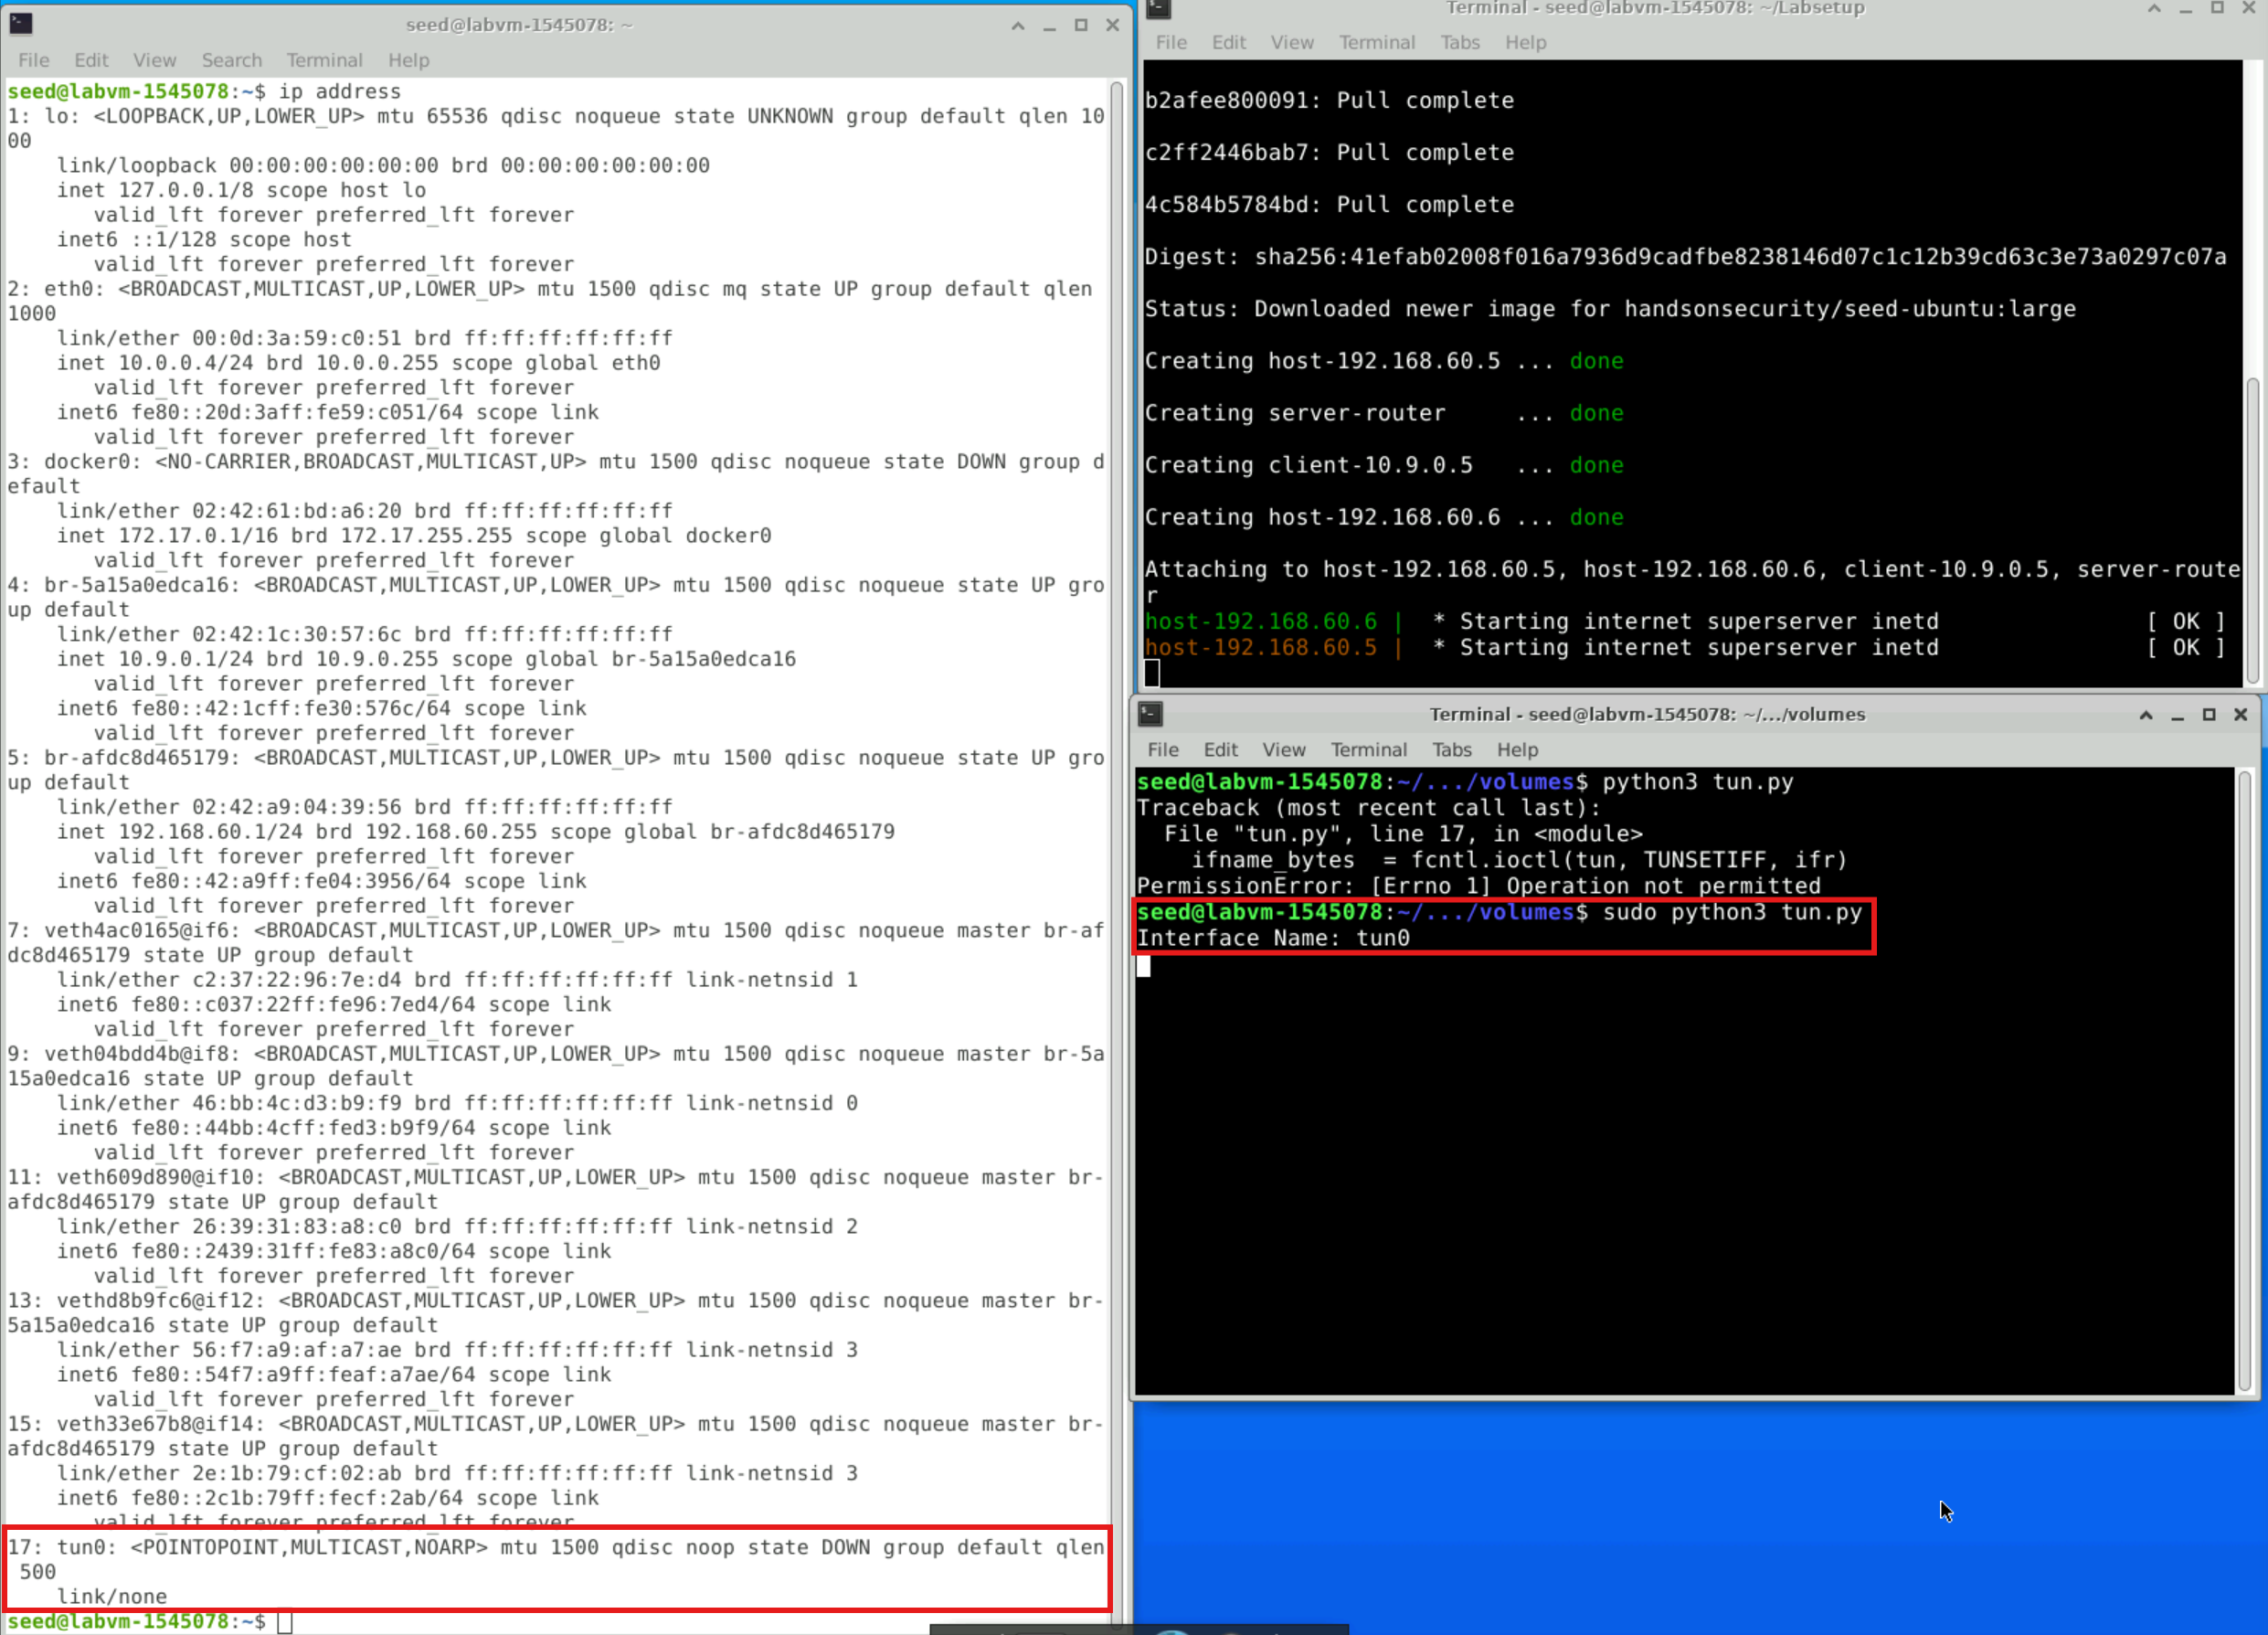 seed@labvm-1545078: ~
File Edit View Search Terminal Help
seed@labvm-1545078:~$ ip address
1: lo: <LOOPBACK,UP,LOWER_UP> mtu 65536 qdisc noqueue state UNKNOWN group default qlen 10
00
link/loopback 00:00:00:00:00:00 brd 00:00:00:00:00:00
inet 127.0.0.1/8 scope host lo
valid_lft forever preferred_lft forever
inet6 ::1/128 scope host
valid_lft forever preferred_lft forever
2: eth0: <BROADCAST,MULTICAST,UP,LOWER_UP> mtu 1500 qdisc mq state UP group default qlen
1000
link/ether 00:0d:3a:59:c0:51 brd ff:ff:ff:ff:ff:ff
inet 10.0.0.4/24 brd 10.0.0.255 scope global eth0
valid_lft forever preferred_lft forever
inet6 fe80::20d:3aff:fe59:c051/64 scope link
valid_lft forever preferred_lft forever
3: docker0: <NO-CARRIER,BROADCAST,MULTICAST,UP> mtu 1500 qdisc noqueue state DOWN group d
efault
link/ether 02:42:61:bd:a6:20 brd ff:ff:ff:ff:ff:ff
inet 172.17.0.1/16 brd 172.17.255.255 scope global docker0
valid_lft forever preferred_lft forever
4: br-5a15a0edca16: <BROADCAST,MULTICAST,UP,LOWER_UP> mtu 1500 qdisc noqueue state UP gro
up default
link/ether 02:42:1c:30:57:6c brd ff:ff:ff:ff:ff:ff
inet 10.9.0.1/24 brd 10.9.0.255 scope global br-5a15a0edca16
valid_lft forever preferred_lft forever
inet6 fe80::42:1cff:fe30:576c/64 scope link
valid_lft forever preferred_lft forever
5: br-afdc8d465179: <BROADCAST,MULTICAST,UP,LOWER_UP> mtu 1500 qdisc noqueue state UP gro
up default
link/ether 02:42:a9:04:39:56 brd ff:ff:ff:ff:ff:ff
inet 192.168.60.1/24 brd 192.168.60.255 scope global br-afdc8d465179
valid_lft forever preferred_lft forever
inet6 fe80::42:a9ff:fe04:3956/64 scope link
valid_lft forever preferred_lft forever
7: veth4ac0165@if6: <BROADCAST,MULTICAST,UP,LOWER_UP> mtu 1500 qdisc noqueue master br-af
dc8d465179 state UP group default
link/ether c2:37:22:96:7e:d4 brd ff:ff:ff:ff:ff:ff link-netnsid 1
inet6 fe80::c037:22ff:fe96:7ed4/64 scope link
valid_lft forever preferred_lft forever
9: veth04bdd4b@if8: <BROADCAST,MULTICAST,UP,LOWER_UP> mtu 1500 qdisc noqueue master br-5a
15a0edca16 state UP group default
link/ether 46:bb:4c:d3:b9:f9 brd ff:ff:ff:ff:ff:ff link-netnsid 0
inet6 fe80::44bb:4cff:fed3:b9f9/64 scope link
valid_lft forever preferred_lft forever
11: veth609d890@if10: <BROADCAST,MULTICAST,UP,LOWER_UP> mtu 1500 qdisc noqueue master br-
afdc8d465179 state UP group default
link/ether 26:39:31:83:a8:c0 brd ff:ff:ff:ff:ff:ff link-netnsid 2
inet6 fe80::2439:31ff:fe83:a8c0/64 scope link
valid_lft forever preferred_lft forever
13: vethd8b9fc6@if12: <BROADCAST,MULTICAST,UP,LOWER_UP> mtu 1500 qdisc noqueue master br-
5a15a0edca16 state UP group default
link/ether 56:f7:a9:af:a7:ae brd ff:ff:ff:ff:ff:ff link-netnsid 3
inet6 fe80::54f7:a9ff:feaf:a7ae/64 scope link
valid_lft forever preferred_lft forever
15: veth33e67b8@if14: <BROADCAST,MULTICAST,UP,LOWER_UP> mtu 1500 qdisc noqueue master br-
afdc8d465179 state UP group default
link/ether 2e:1b:79:cf:02:ab brd ff:ff:ff:ff:ff:ff link-netnsid 3
inet6 fe80::2c1b:79ff:fecf:2ab/64 scope link
valid_lft forever preferred_lft forever
17: tun0: <POINTOPOINT,MULTICAST,NOARP> mtu 1500 qdisc noop state DOWN group default qlen
500
link/none
seed@labvm-1545078:~$
Terminal - seed@labvm-1545078: ~/Labsetup
File Edit View Terminal Tabs Help
b2afee800091: Pull complete
c2ff2446bab7: Pull complete
4c584b5784bd: Pull complete
Digest: sha256:41efab02008f016a7936d9cadfbe8238146d07c1c12b39cd63c3e73a0297c07a
Status: Downloaded newer image for handsonsecurity/seed-ubuntu:large
Creating host-192.168.60.5 ... done
Creating server-router ... done
Creating client-10.9.0.5 ... done
Creating host-192.168.60.6 ... done
Attaching to host-192.168.60.5, host-192.168.60.6, client-10.9.0.5, server-route
r
host-192.168.60.6 | * Starting internet superserver inetd [ OK ]
host-192.168.60.5 | * Starting internet superserver inetd [ OK ]
Terminal - seed@labvm-1545078: ~/.../volumes
File Edit View Terminal Tabs Help
seed@labvm-1545078:~/.../volumes$ python3 tun.py
Traceback (most recent call last):
File "tun.py", line 17, in <module>
ifname_bytes = fcntl.ioctl(tun, TUNSETIFF, ifr)
PermissionError: [Errno 1] Operation not permitted
seed@labvm-1545078:~/.../volumes$ sudo python3 tun.py
Interface Name: tun0